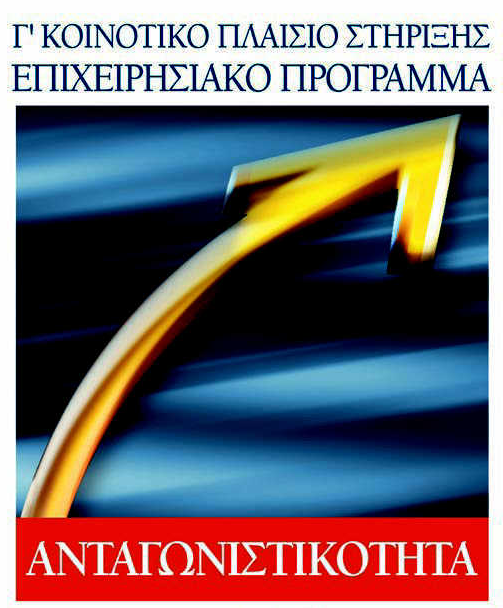 Γ' ΚΟΙΝΟΤΙΚΟ ΠΛΑΙΣΙΟ ΣΤΗΡΙΞΗΣ
ΕΠΙΧΕΙΡΗΣΙΑΚΟ ΠΡΟΓΡΑΜΜΑ
ΑΝΤΑΓΩΝΙΣΤΙΚΟΤΗΤΑ